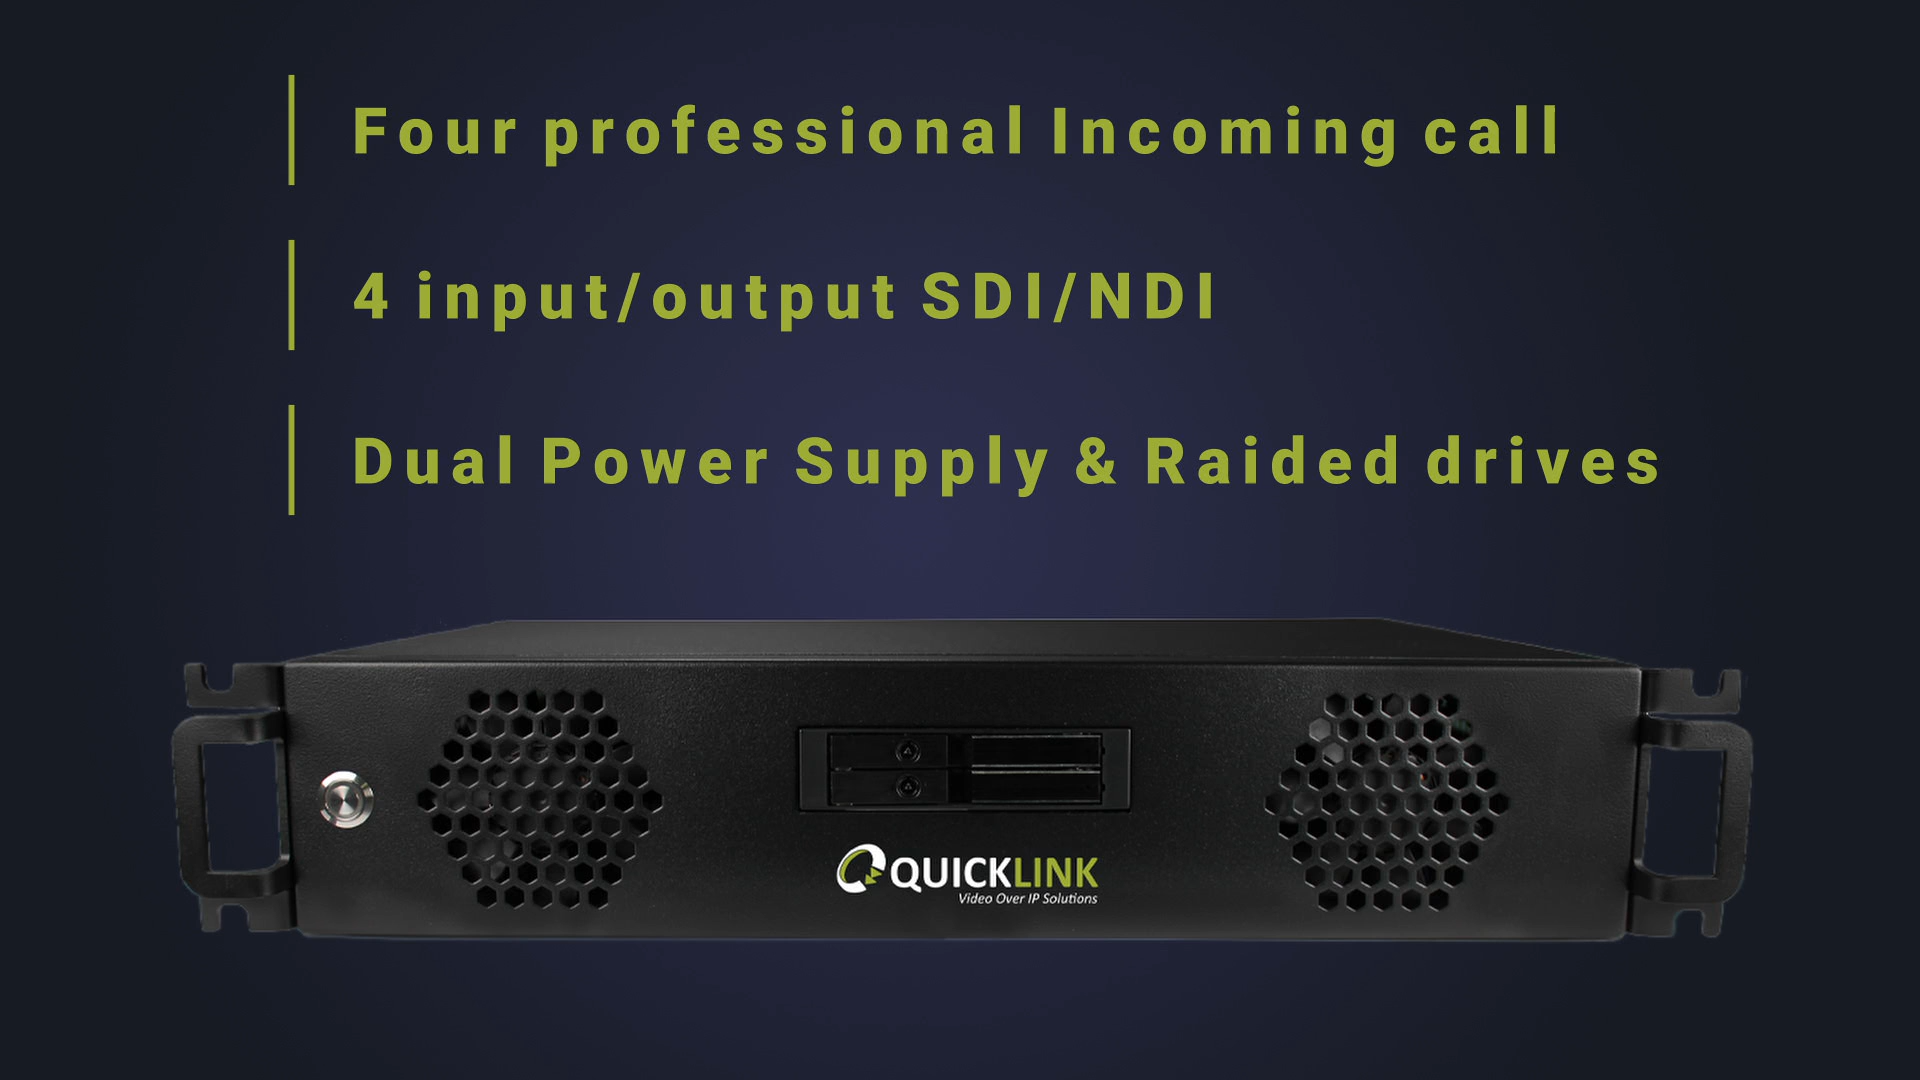 Four professional Incoming call
4 input/output SDI/NDI
Dual Power Supply & Raided drives
QUICKLINK
Video Over IP Solutions